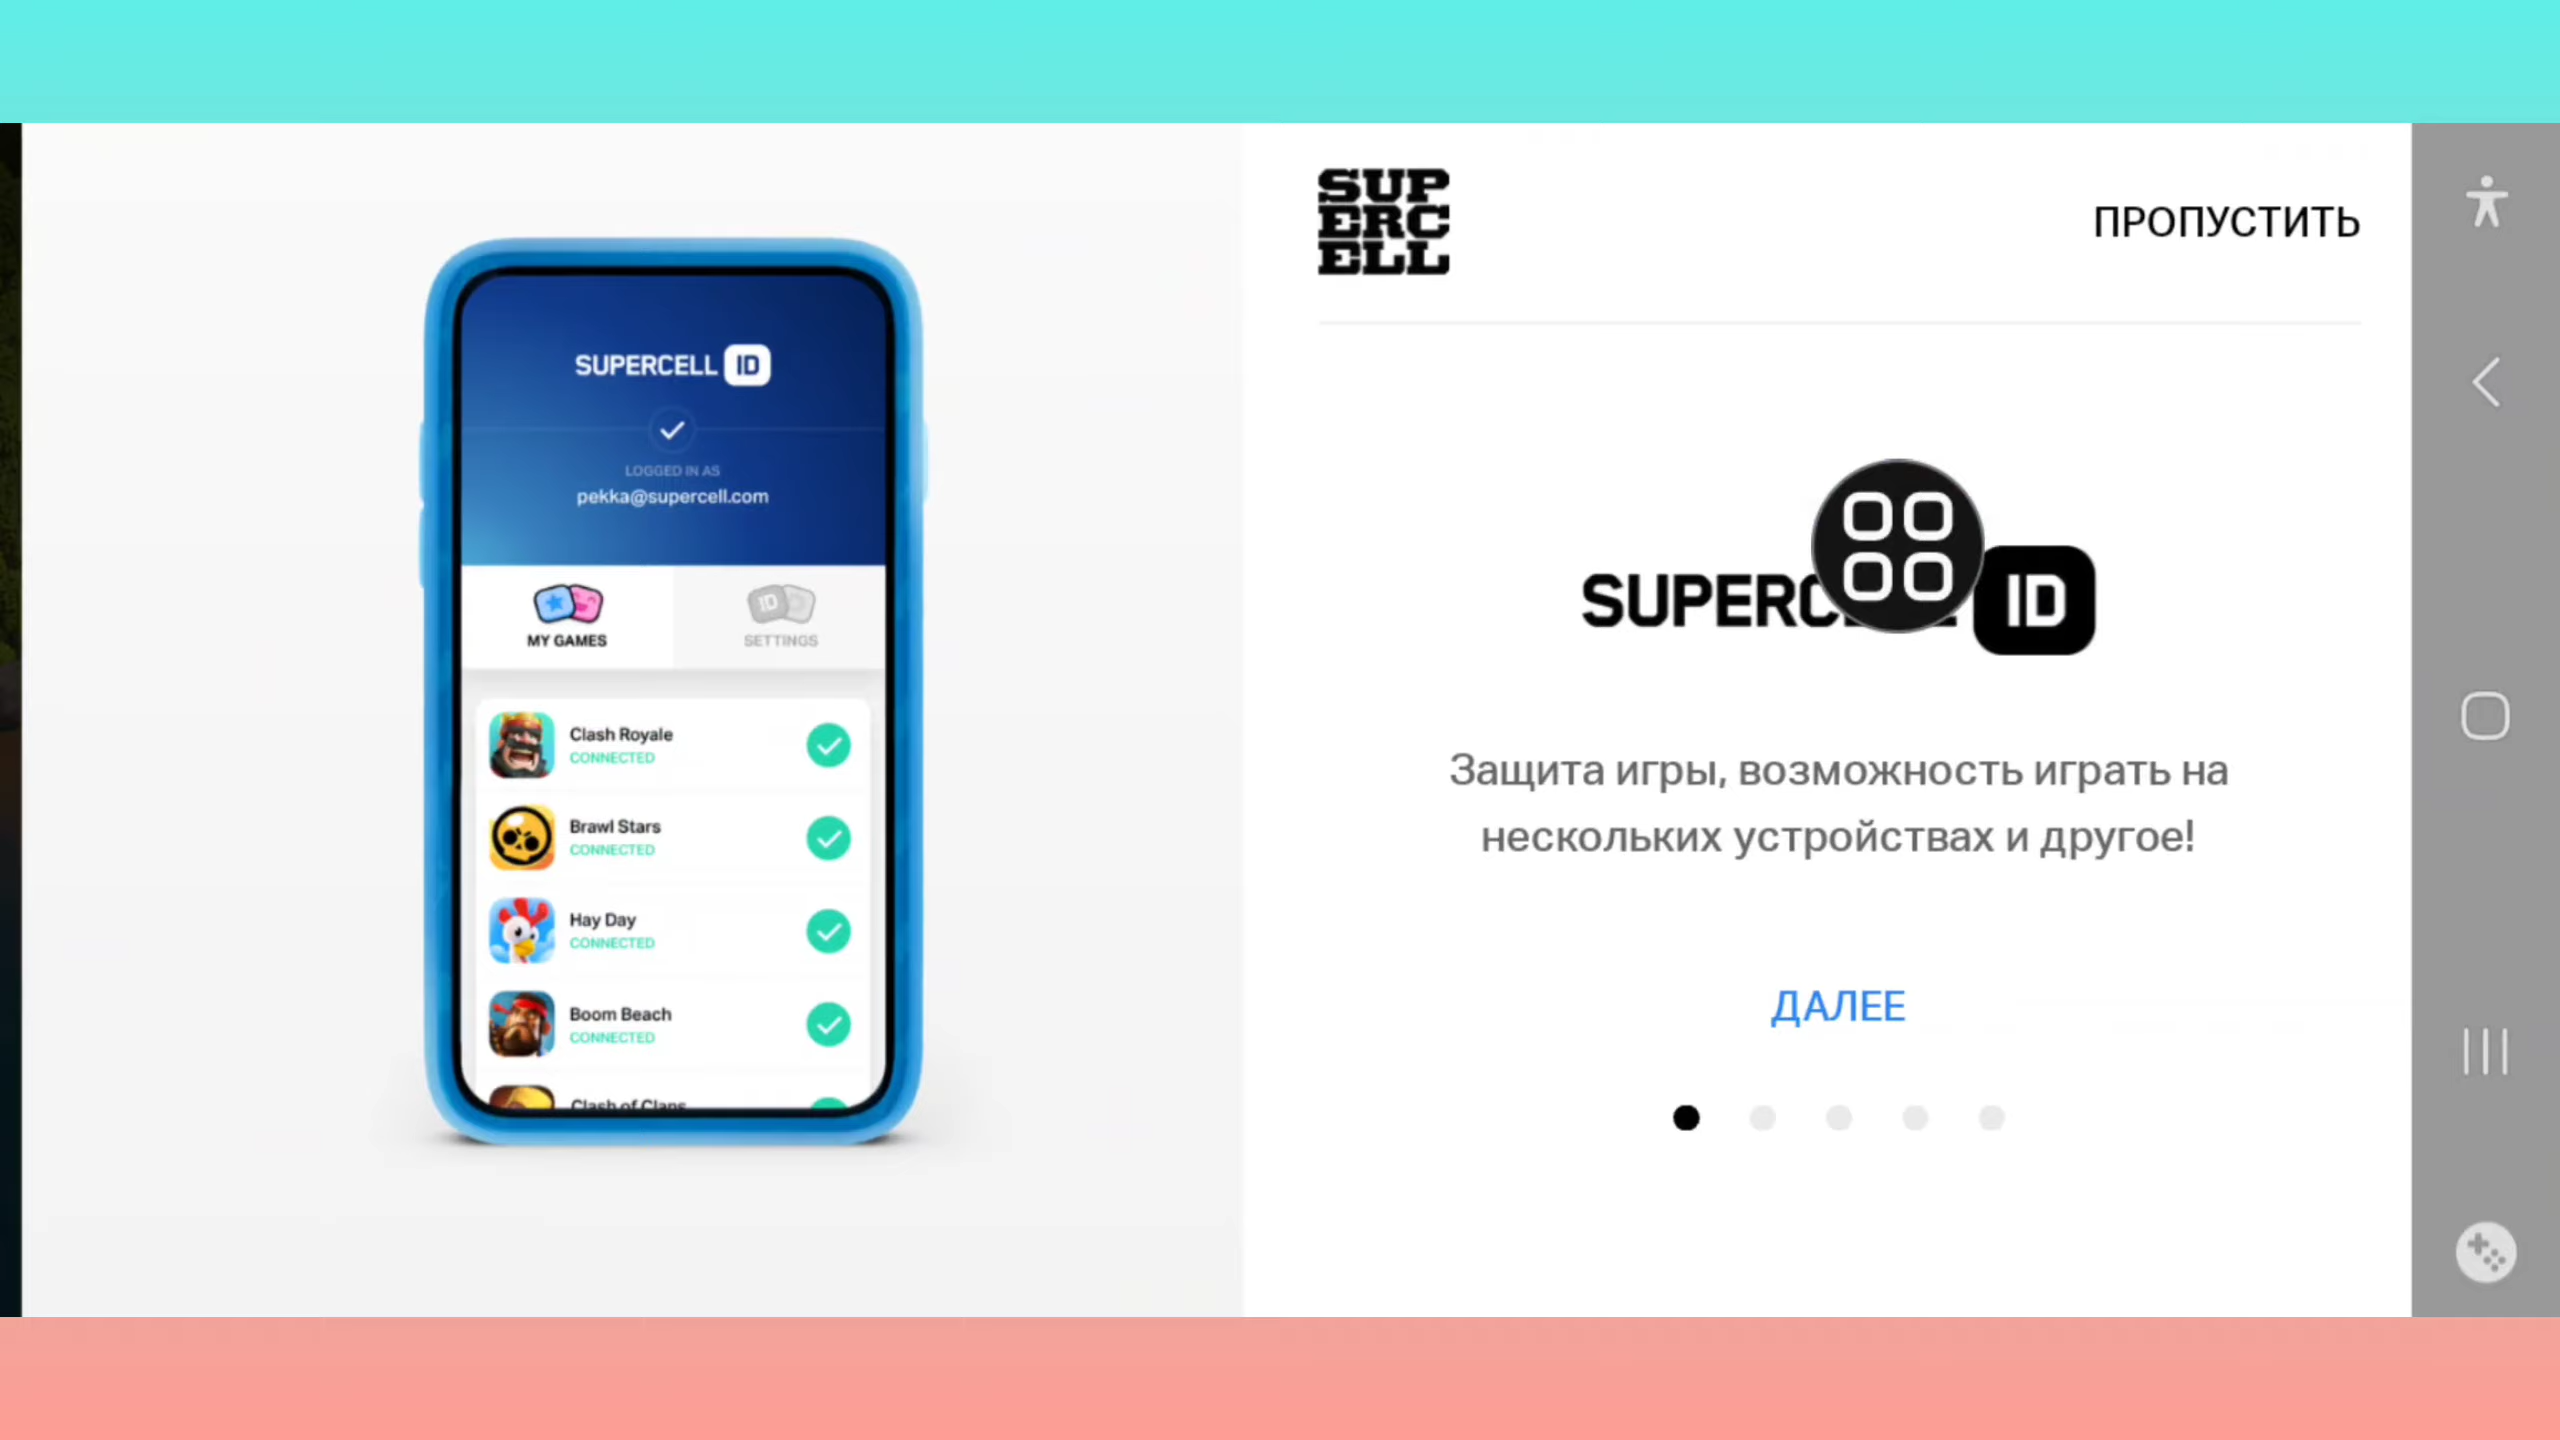 SUPERCELL ID
LOGGED IN AS
pekka@supercell.com
MY GAMES
SETTINGS
Clash Royale
CONNECTED
Brawl Stars
CONNECTED
Hay Day
CONNECTED
Boom Beach
CONNECTED
Clash of Clans
SUP
ERC
ELL
ПРОПУСТИТЬ
SUPERC ID
Защита игры, возможность играть на
нескольких устройствах и другое!
ДАЛЕЕ